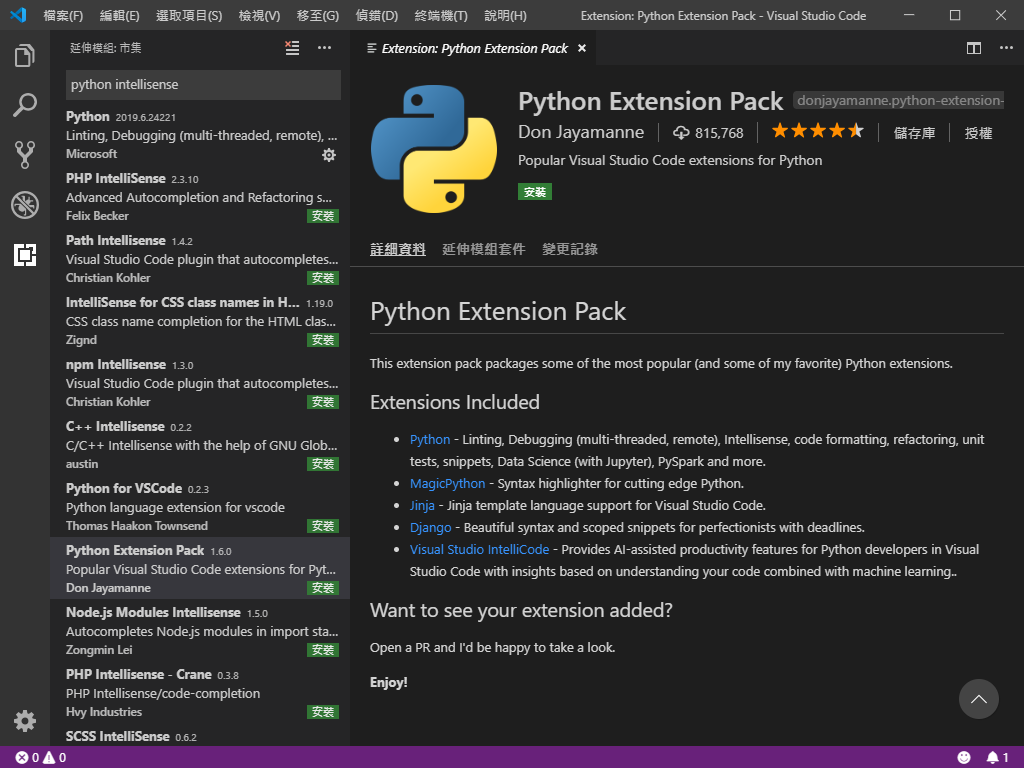 檔案(F) 編輯(E) 選取項目(S) 檢視(V) 移至(G) 偵錯(D) 終端機(T) 說明(H) Extension: Python Extension Pack - Visual Studio Code
延伸模組: 市集
python intellisense
Python 2019.6.24221
Linting, Debugging (multi-threaded, remote), ...
Microsoft
PHP IntelliSense 2.3.10
Advanced Autocompletion and Refactoring s...
Felix Becker 安裝
Path Intellisense 1.4.2
Visual Studio Code plugin that autocompletes...
Christian Kohler 安裝
IntelliSense for CSS class names in H... 1.19.0
CSS class name completion for the HTML clas...
Zignd 安裝
npm Intellisense 1.3.0
Visual Studio Code plugin that autocompletes...
Christian Kohler 安裝
C++ Intellisense 0.2.2
C/C++ Intellisense with the help of GNU Glob...
austin 安裝
Python for VSCode 0.2.3
Python language extension for vscode
Thomas Haakon Townsend 安裝
Python Extension Pack 1.6.0
Popular Visual Studio Code extensions for Pyt...
Don Jayamanne 安裝
Node.js Modules Intellisense 1.5.0
Autocompletes Node.js modules in import sta...
Zongmin Lei 安裝
PHP Intellisense - Crane 0.3.8
PHP Intellisense/code-completion
Hvy Industries 安裝
SCSS IntelliSense 0.6.2
Extension: Python Extension Pack
Python Extension Pack donjayamanne.python-extension-
Don Jayamanne 815,768 儲存庫 授權
Popular Visual Studio Code extensions for Python
安裝
詳細資料 延伸模組套件 變更記錄
Python Extension Pack
This extension pack packages some of the most popular (and some of my favorite) Python extensions.
Extensions Included
• Python - Linting, Debugging (multi-threaded, remote), Intellisense, code formatting, refactoring, unit
tests, snippets, Data Science (with Jupyter), PySpark and more.
• MagicPython - Syntax highlighter for cutting edge Python.
• Jinja - Jinja template language support for Visual Studio Code.
• Django - Beautiful syntax and scoped snippets for perfectionists with deadlines.
• Visual Studio IntelliCode - Provides AI-assisted productivity features for Python developers in Visual
Studio Code with insights based on understanding your code combined with machine learning..
Want to see your extension added?
Open a PR and I'd be happy to take a look.
Enjoy!
0 0 1